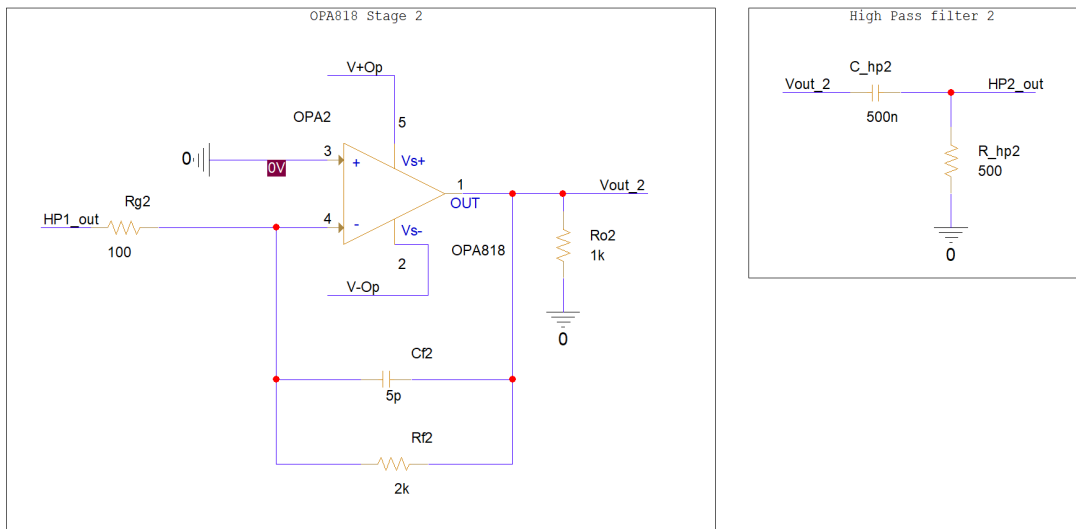 OPA818 Stage 2
V+Op
OPA2
5
3
+
Vs+
0
0V
1
OUT
Vout_2
Rg2
HP1_out
4
-
Vs-
100
2
OPA818
Ro2
1k
V-Op
0
Cf2
5p
Rf2
2k
High Pass filter 2
C_hp2
Vout_2
HP2_out
500n
R_hp2
500
0